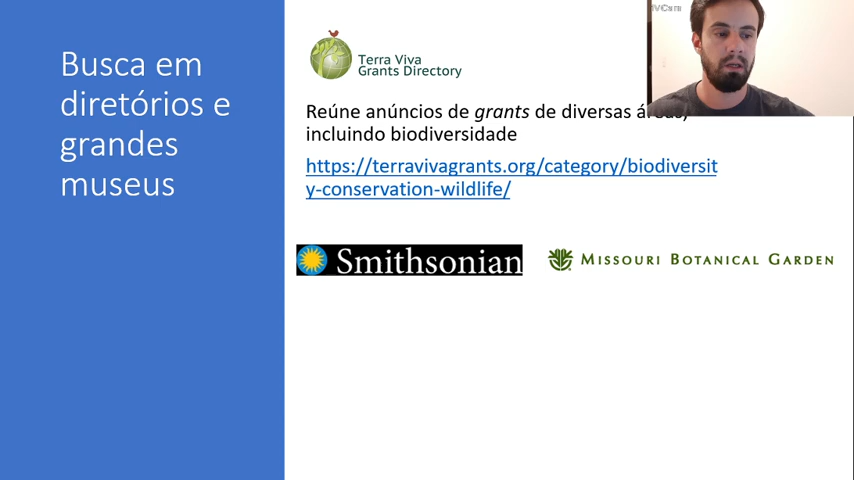 Busca em
diretórios e
grandes
museus
Terra Viva
Grants Directory
Reúne anúncios de grants de diversas áreas,
incluindo biodiversidade
https://terravivagrants.org/category/biodiversit
y-conservation-wildlife/
Smithsonian
MISSOURI BOTANICAL GARDEN